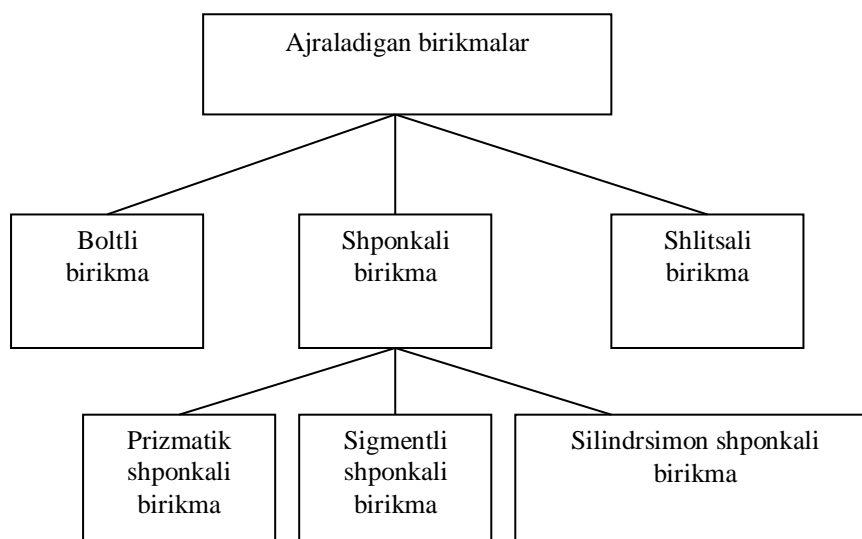 Ajraladigan birikmalar
Boltli
birikma
Shponkali
birikma
Shlitsali
birikma
Prizmatik
shponkali
birikma
Sigmentli
shponkali
birikma
Silindrsimon shponkali
birikma